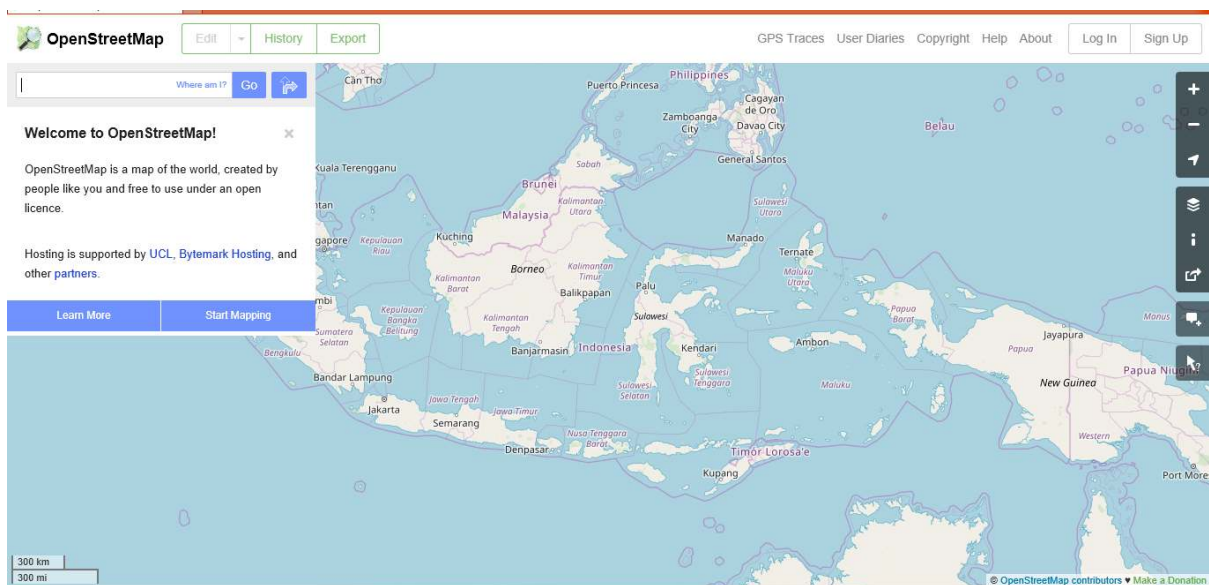 OpenStreetMap
Edit
History
Export
GPS Traces
User Diaries
Copyright
Help
About
Log In
Sign Up
Where am I?
Go
Welcome to OpenStreetMap!
OpenStreetMap is a map of the world, created by
people like you and free to use under an open
licence.
Hosting is supported by UCL, Bytemark Hosting, and
other partners.
Learn More
Start Mapping
Cần Thơ
Puerto Princesa
Philippines
Cagayan
de Oro
Zamboanga
City
Davao City
Belau
General Santos
Kuala Terengganu
Sabah
Brunei
ntan
Malaysia
Kalimantan
Utara
Sulawesi
Utara
gapore
Kepulauan
Riau
Kuching
Manado
Ternate
Borneo
Kalimantan
Barat
Kalimantan
Timur
Maluku
Utara
Balikpapan
Palu
mbi
Kepulauan
Bangka
Belitung
Kalimantan
Tengah
Sulawesi
Papua
Barat
Manus
Sumatera
Selatan
Bengkulu
Banjarmasin
Indonesia
Kendari
Ambon
Jayapura
Papua
Bandar Lampung
Sulawesi
Selatan
Sulawesi
Tenggara
Maluku
New Guinea
Papua Niugin
Jakarta
Jawa Tengah
Semarang
Jawa Timur
Nusa Tenggara
Barat
Denpasar
Timór Lorosa'e
Western
Kupang
Port More
300 km
300 mi
© OpenStreetMap contributors ♥ Make a Donation